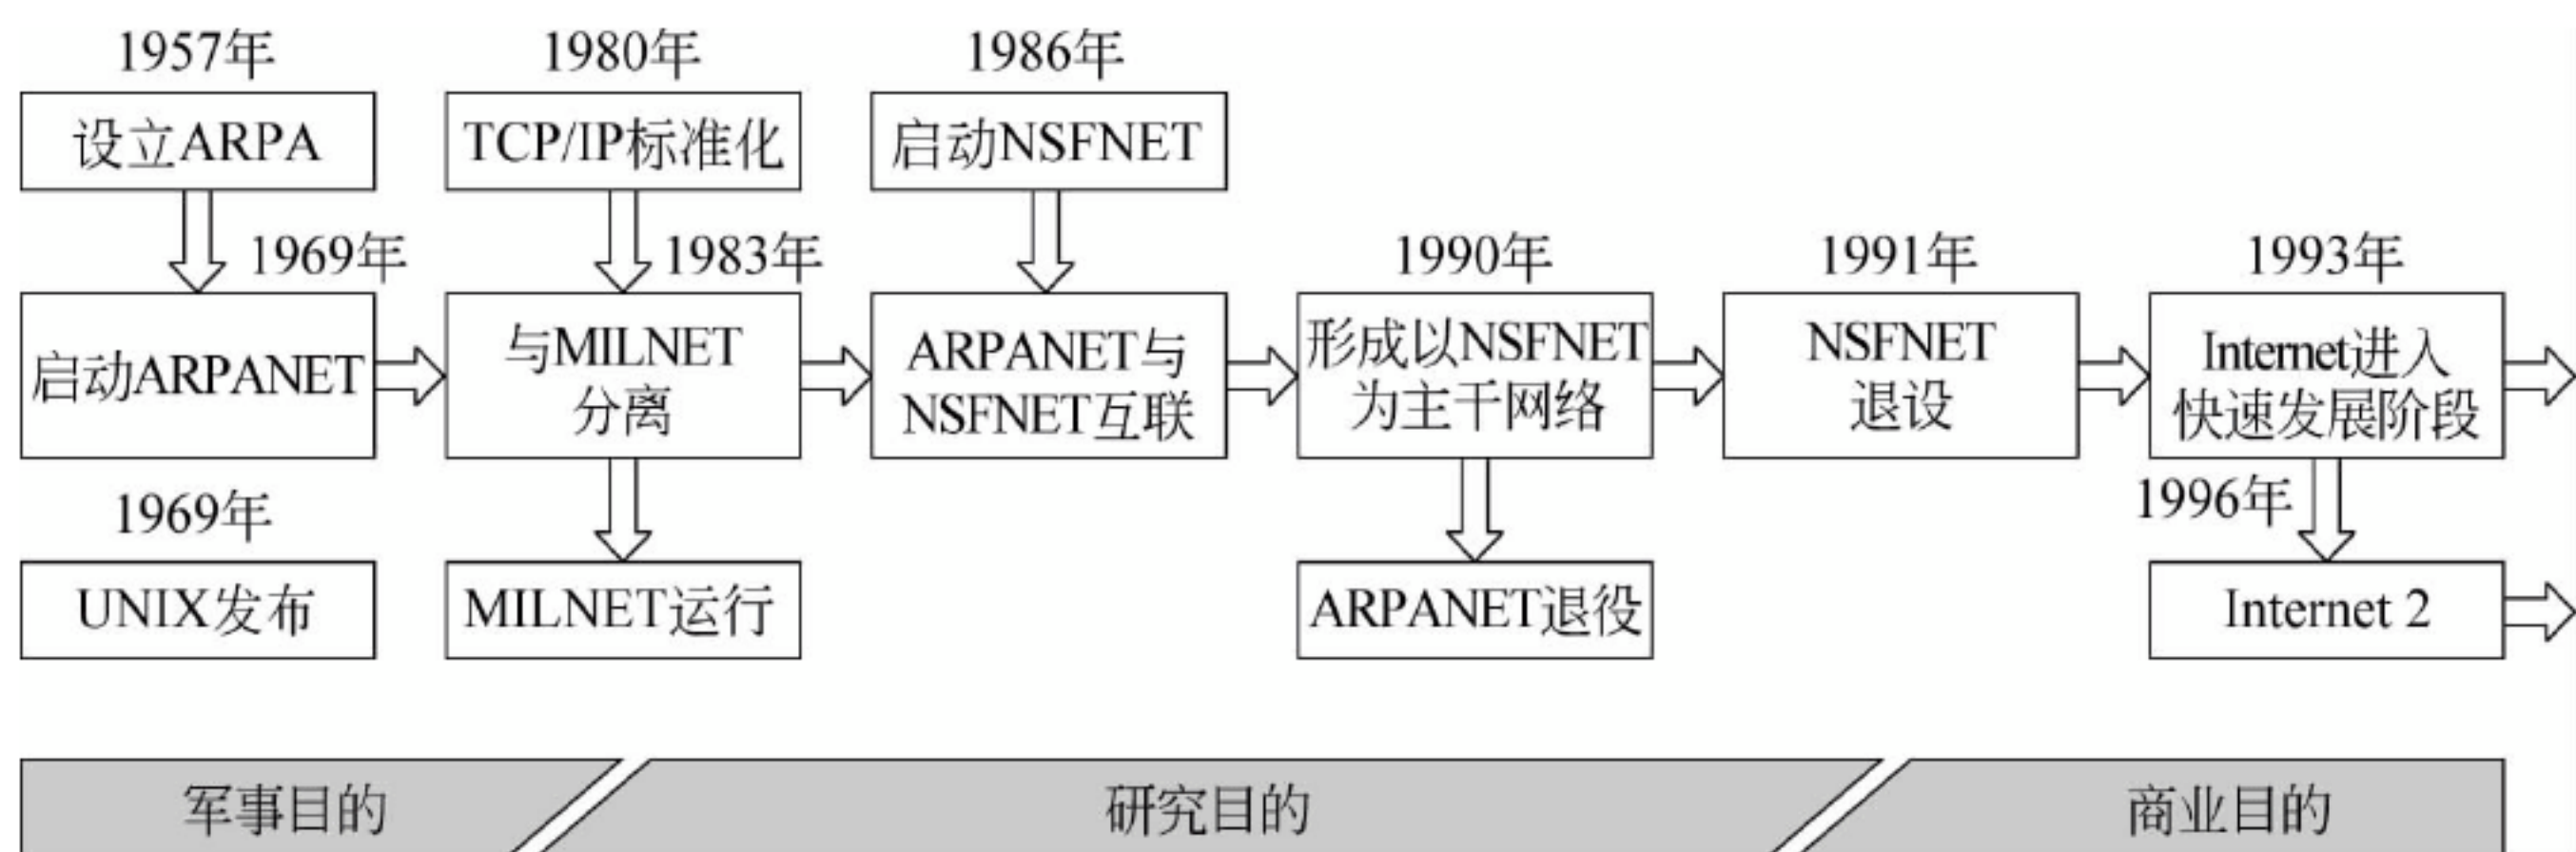 1957年
1980年
1986年
设立ARPA
TCP/IP标准化
启动NSFNET
1969年
1983年
1990年
1991年
1993年
启动ARPANET
与MILNET
分离
ARPANET与
NSFNET互联
形成以NSFNET
为主干网络
NSFNET
退设
Internet进入
快速发展阶段
1969年
1996年
UNIX发布
MILNET运行
ARPANET退役
Internet 2
军事目的
研究目的
商业目的